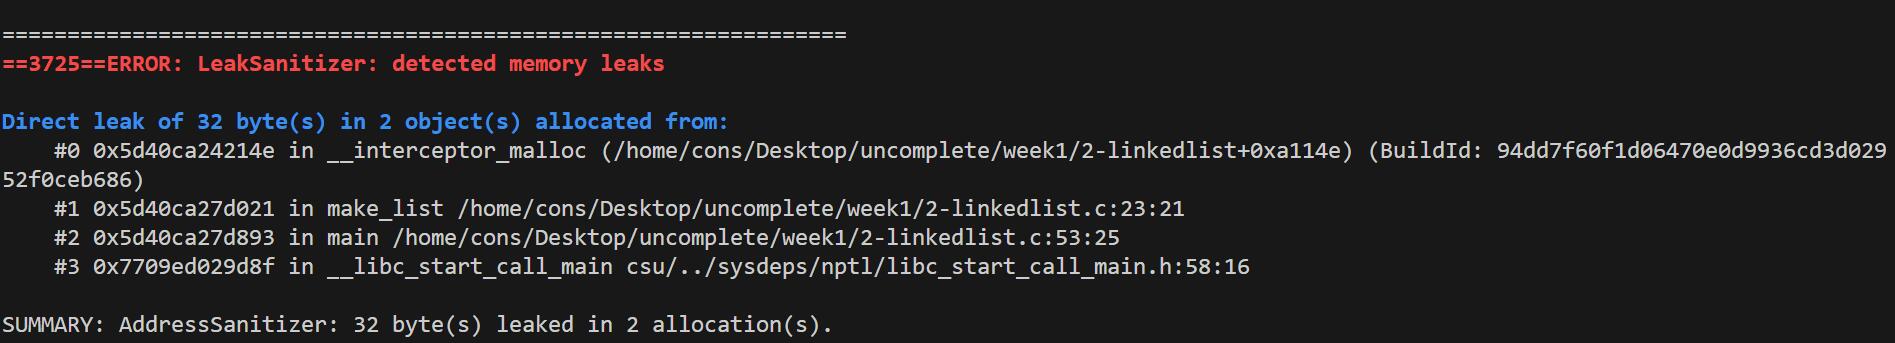 =================================================================
==3725==ERROR: LeakSanitizer: detected memory leaks
Direct leak of 32 byte(s) in 2 object(s) allocated from:
    #0 0x5d40ca24214e in __interceptor_malloc (/home/cons/Desktop/uncomplete/week1/2-linkedlist+0xa114e) (BuildId: 94dd7f60f1d06470e0d9936cd3d029
52f0ceb686)
    #1 0x5d40ca27d021 in make_list /home/cons/Desktop/uncomplete/week1/2-linkedlist.c:23:21
    #2 0x5d40ca27d893 in main /home/cons/Desktop/uncomplete/week1/2-linkedlist.c:53:25
    #3 0x7709ed029d8f in __libc_start_call_main csu/../sysdeps/nptl/libc_start_call_main.h:58:16
SUMMARY: AddressSanitizer: 32 byte(s) leaked in 2 allocation(s).